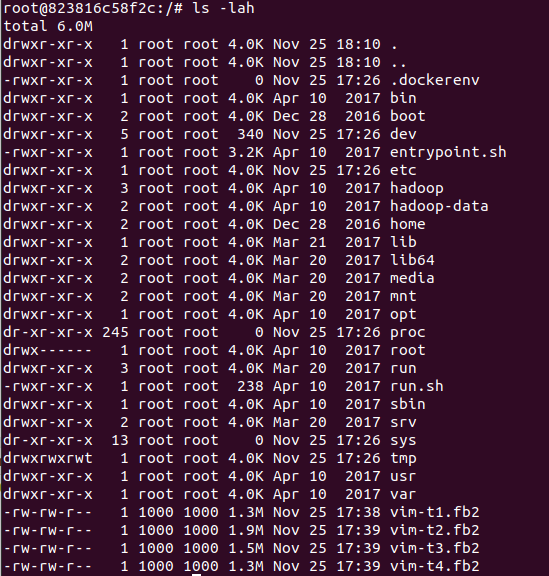 root@823816c58f2c:/# ls -lah
total 6.0M
drwxr-xr-x   1 root root 4.0K Nov 25 18:10 .
drwxr-xr-x   1 root root 4.0K Nov 25 18:10 ..
-rwxr-xr-x   1 root root    0 Nov 25 17:26 .dockerenv
drwxr-xr-x   1 root root 4.0K Apr 10  2017 bin
drwxr-xr-x   2 root root 4.0K Dec 28  2016 boot
drwxr-xr-x   5 root root  340 Nov 25 17:26 dev
-rwxr-xr-x   1 root root 3.2K Apr 10  2017 entrypoint.sh
drwxr-xr-x   1 root root 4.0K Nov 25 17:26 etc
drwxr-xr-x   3 root root 4.0K Apr 10  2017 hadoop
drwxr-xr-x   2 root root 4.0K Apr 10  2017 hadoop-data
drwxr-xr-x   2 root root 4.0K Dec 28  2016 home
drwxr-xr-x   1 root root 4.0K Mar 21  2017 lib
drwxr-xr-x   2 root root 4.0K Mar 20  2017 lib64
drwxr-xr-x   2 root root 4.0K Mar 20  2017 media
drwxr-xr-x   2 root root 4.0K Mar 20  2017 mnt
drwxr-xr-x   1 root root 4.0K Apr 10  2017 opt
dr-xr-xr-x 245 root root    0 Nov 25 17:26 proc
drwx------   1 root root 4.0K Apr 10  2017 root
drwxr-xr-x   3 root root 4.0K Mar 20  2017 run
-rwxr-xr-x   1 root root  238 Apr 10  2017 run.sh
drwxr-xr-x   1 root root 4.0K Apr 10  2017 sbin
drwxr-xr-x   2 root root 4.0K Mar 20  2017 srv
dr-xr-xr-x  13 root root    0 Nov 25 17:26 sys
drwxrwxrwt   1 root root 4.0K Nov 25 17:26 tmp
drwxr-xr-x   1 root root 4.0K Apr 10  2017 usr
drwxr-xr-x   1 root root 4.0K Apr 10  2017 var
-rw-rw-r--   1 1000 1000 1.3M Nov 25 17:38 vim-t1.fb2
-rw-rw-r--   1 1000 1000 1.9M Nov 25 17:39 vim-t2.fb2
-rw-rw-r--   1 1000 1000 1.5M Nov 25 17:39 vim-t3.fb2
-rw-rw-r--   1 1000 1000 1.3M Nov 25 17:39 vim-t4.fb2